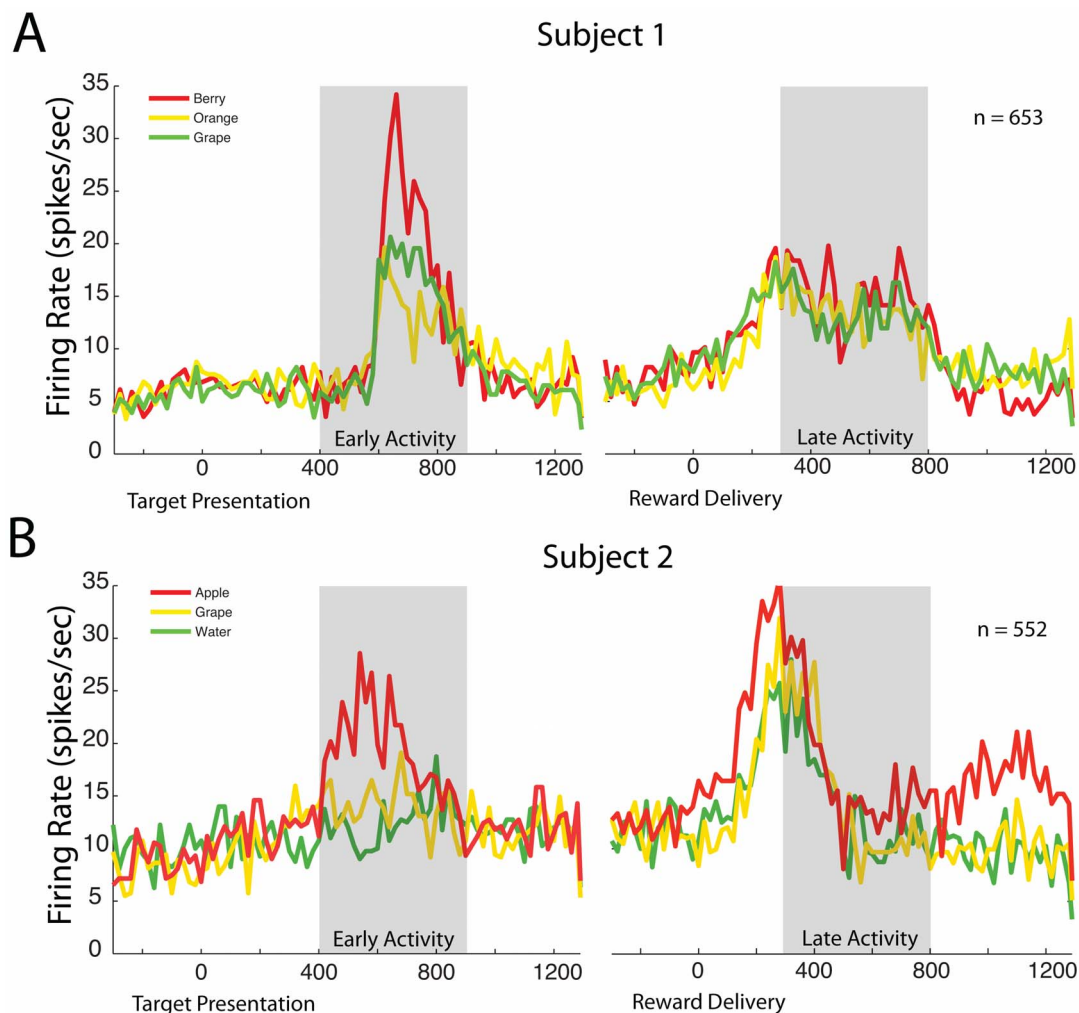 A
Subject 1
Firing Rate (spikes/sec)
35
30
25
20
15
10
5
0
Berry
Orange
Grape
n = 653
Early Activity
Late Activity
0 400 800 1200
0 400 800 1200
Target Presentation
Reward Delivery
B
Subject 2
Firing Rate (spikes/sec)
35
30
25
20
15
10
5
0
Apple
Grape
Water
n = 552
Early Activity
Late Activity
0 400 800 1200
0 400 800 1200
Target Presentation
Reward Delivery